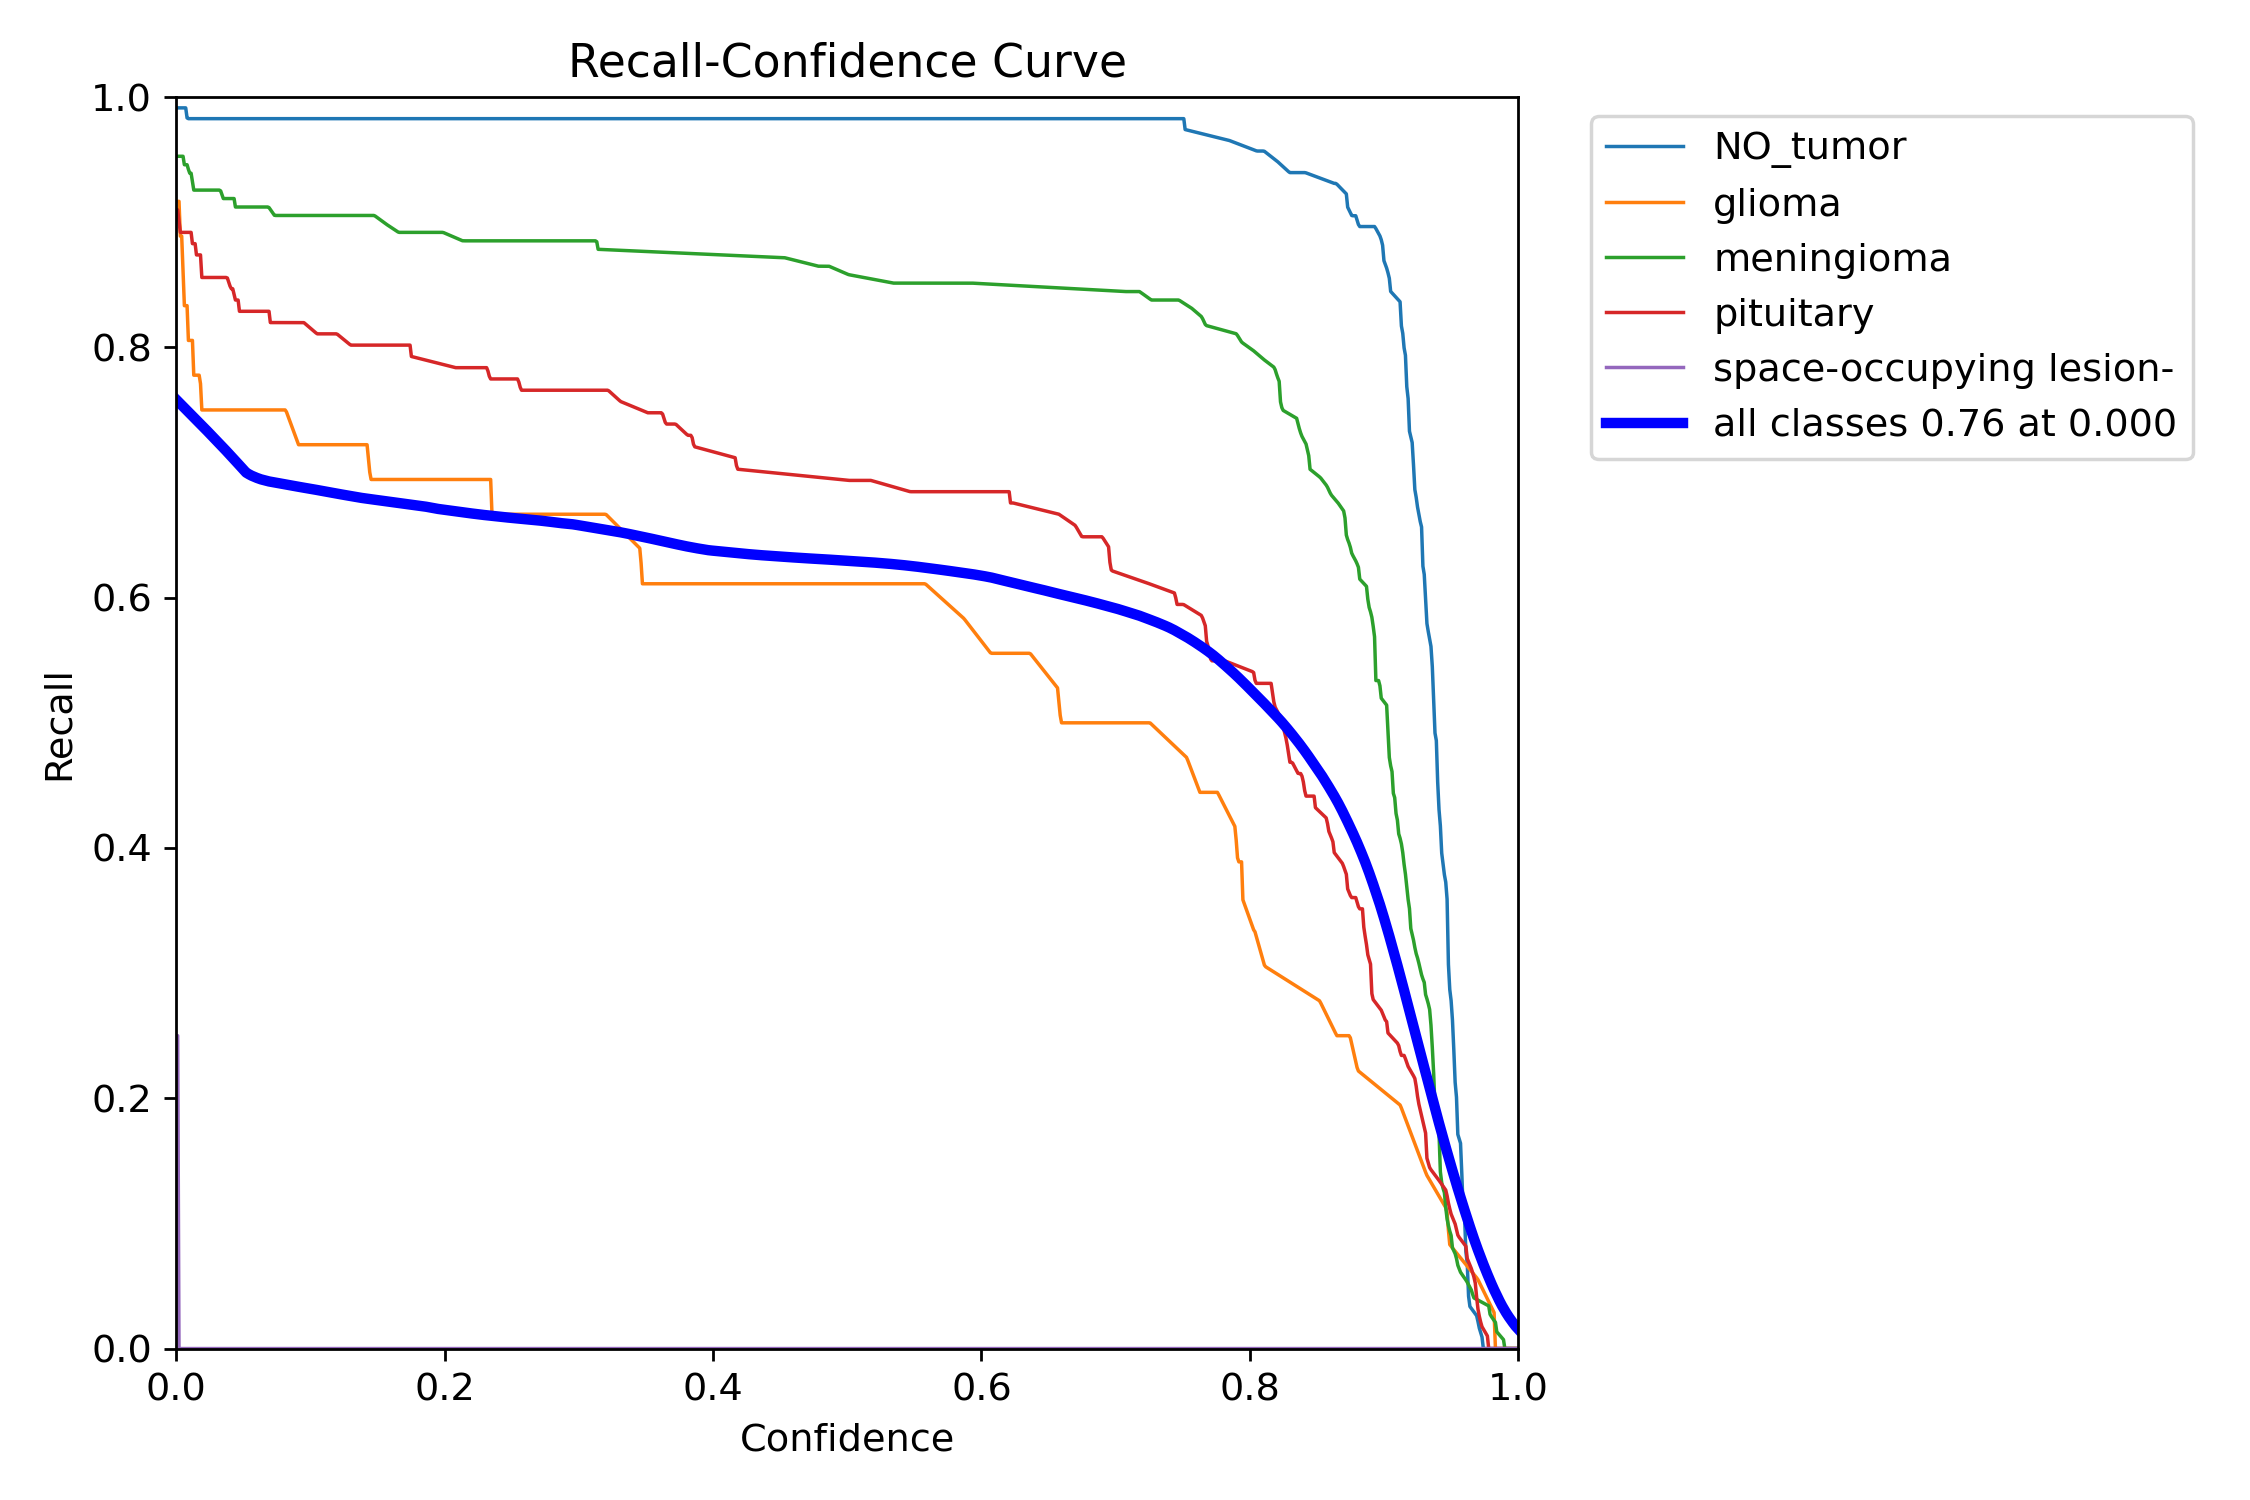 Recall-Confidence Curve
1.0
0.8
0.6
0.4
0.2
0.0
Recall
0.0 0.2 0.4 0.6 0.8 1.0
Confidence
NO_tumor
glioma
meningioma
pituitary
space-occupying lesion-
all classes 0.76 at 0.000